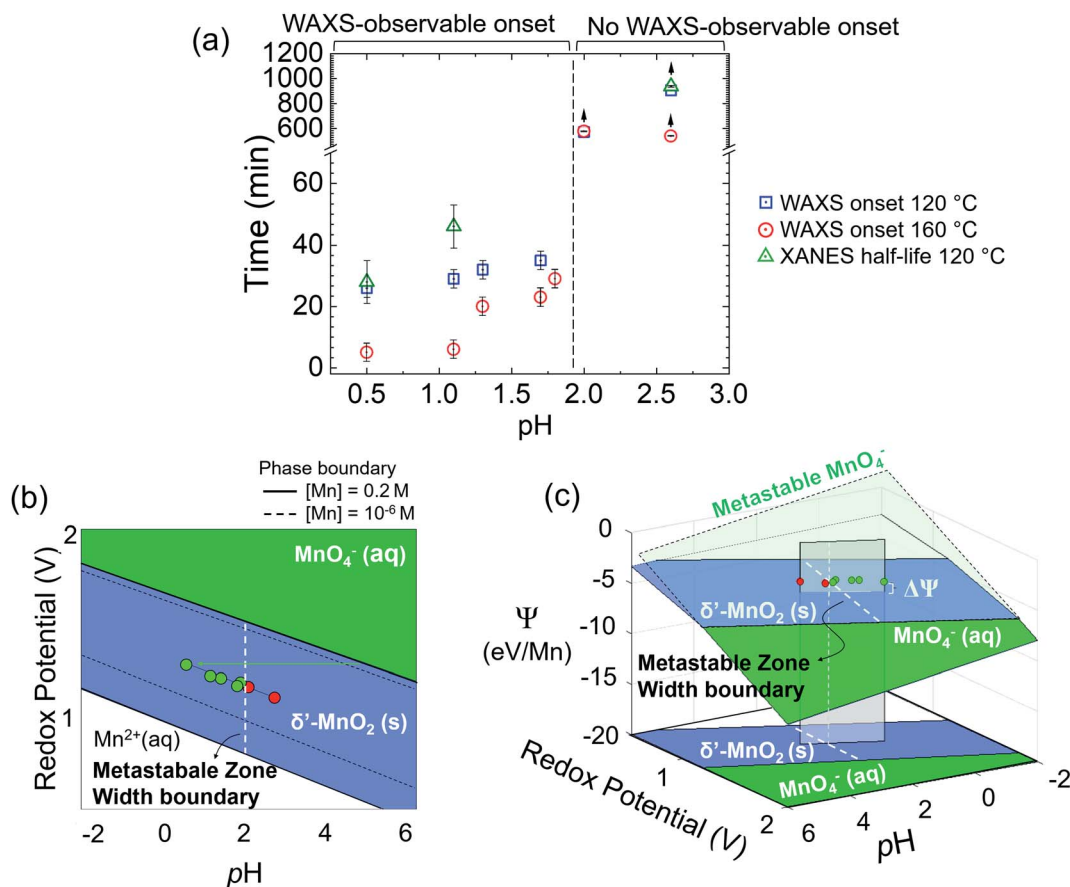 (a)
WAXS-observable onset
No WAXS-observable onset
1200
1000
800
600
60
40
20
0
Time (min)
0.5 1.0 1.5 2.0 2.5 3.0
pH
WAXS onset 120 °C
WAXS onset 160 °C
XANES half-life 120 °C
(b)
Phase boundary
[Mn] = 0.2 M
[Mn] = 10⁻⁶ M
2
1
Redox Potential (V)
MnO₄⁻ (aq)
δ'-MnO₂ (s)
Mn²⁺(aq)
Metastabale Zone
Width boundary
-2 0 2 4 6
pH
(c)
Metastable MnO₄⁻
0
-5
-10
-15
-20
Ψ
(eV/Mn)
ΔΨ
δ'-MnO₂ (s)
MnO₄⁻ (aq)
Metastable Zone
Width boundary
δ'-MnO₂ (s)
MnO₄⁻ (aq)
Redox Potential (V)
1
2
6 4 2 0 -2
pH